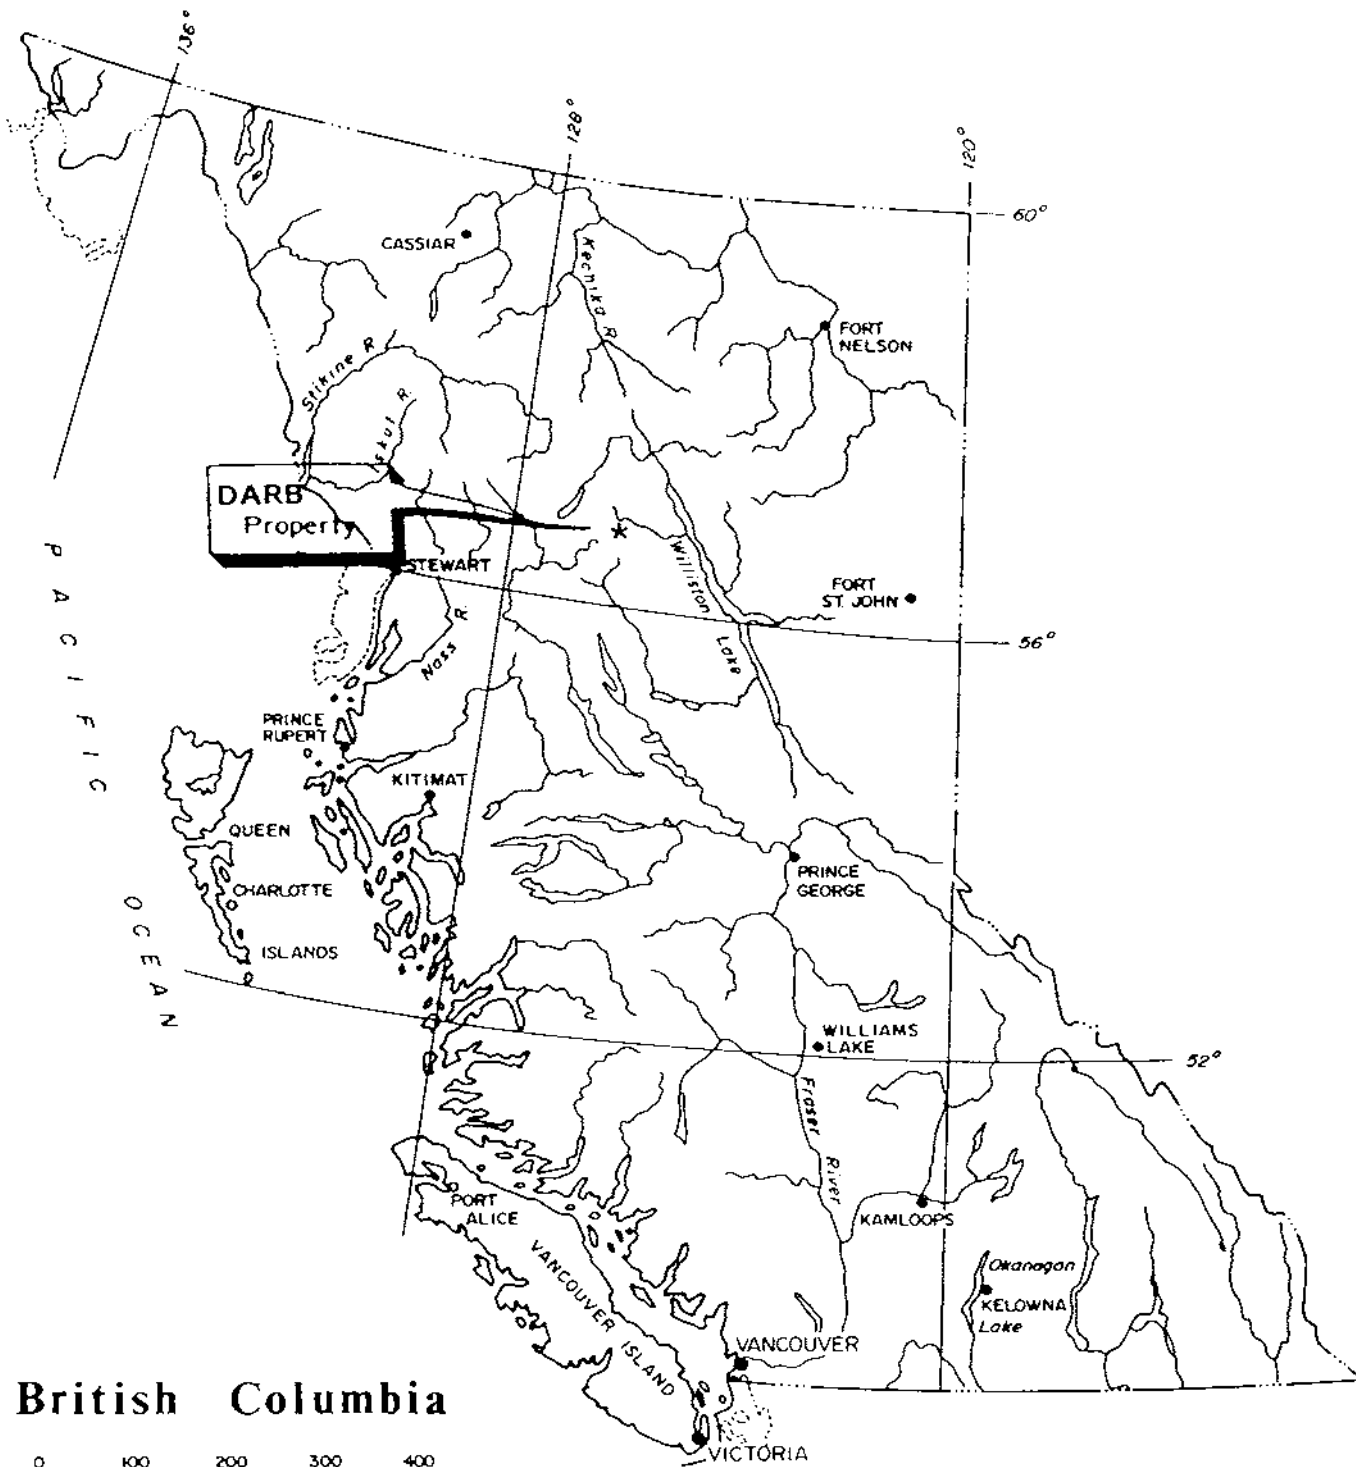 136°
128°
120°
60°
CASSIAR
Kechika R.
FORT
NELSON
Stikine R.
Iskut R.
DARB
Property
*
STEWART
Williston
Lake
FORT
ST. JOHN
56°
Nass R.
PACIFIC
OCEAN
PRINCE
RUPERT
KITIMAT
QUEEN
CHARLOTTE
ISLANDS
PRINCE
GEORGE
WILLIAMS
LAKE
52°
Fraser
River
PORT
ALICE
KAMLOOPS
VANCOUVER ISLAND
Okanagan
KELOWNA
Lake
VANCOUVER
British Columbia
VICTORIA
0 100 200 300 400